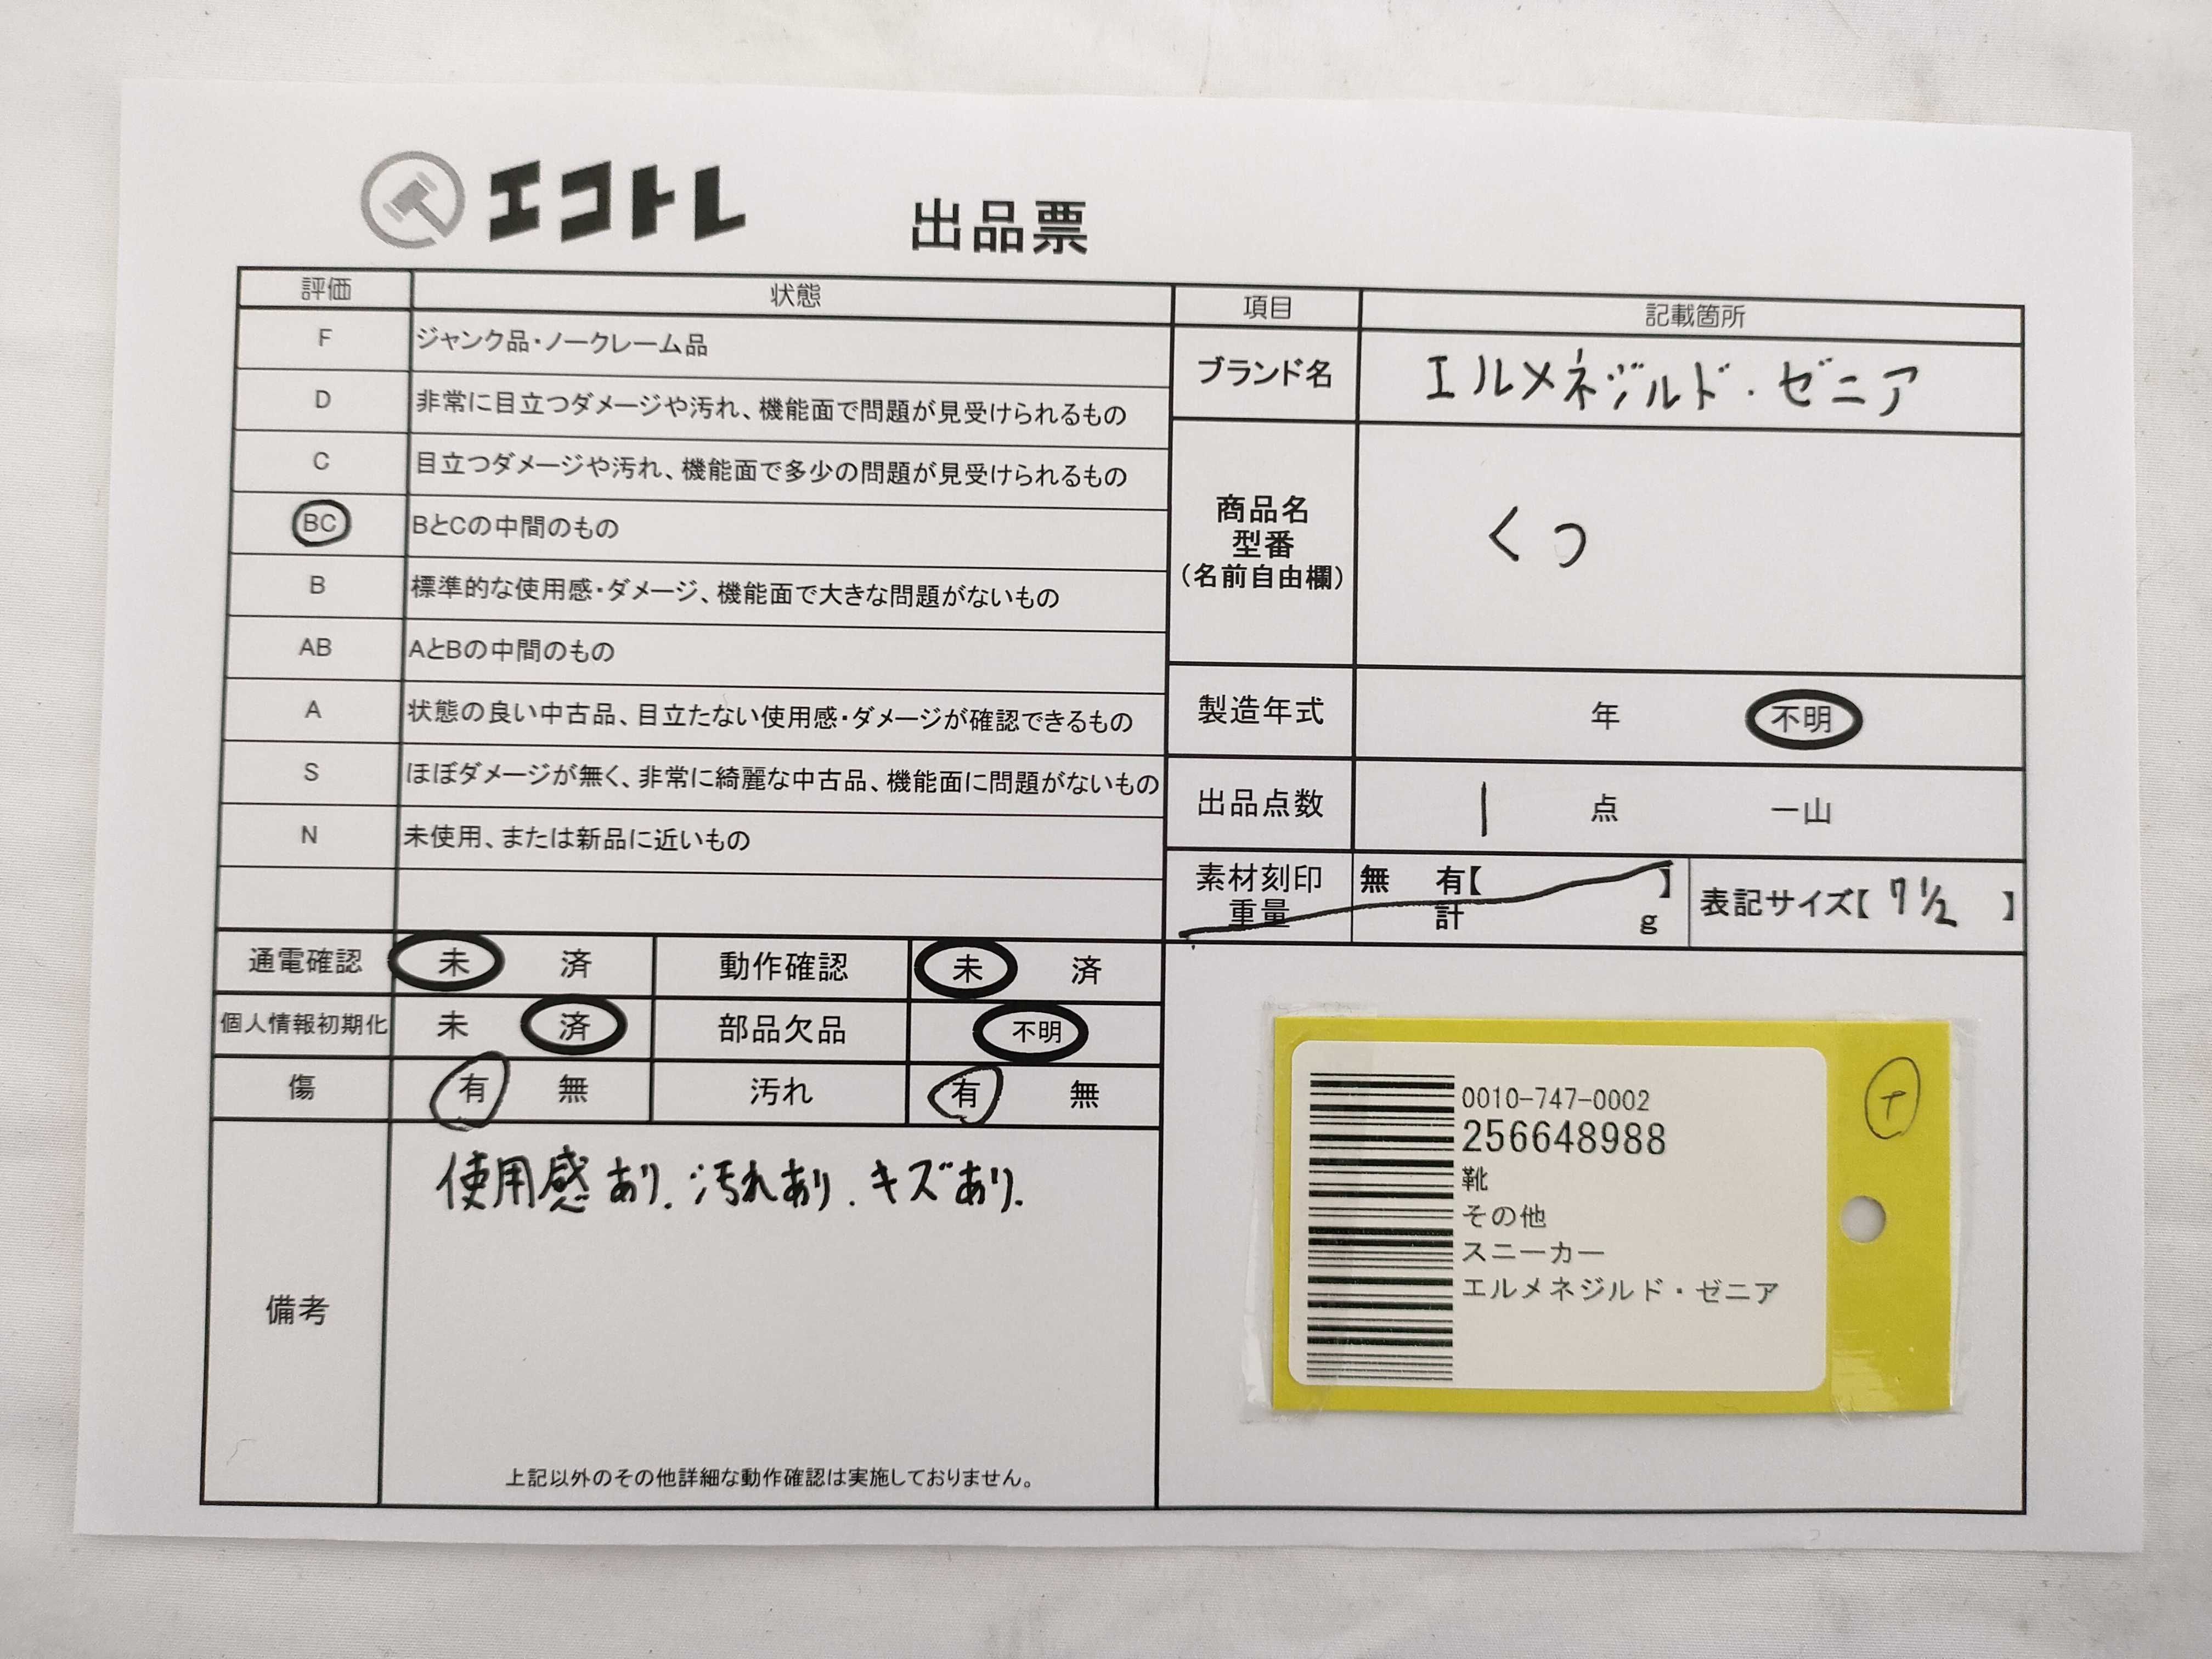 エコトレ 出品票
評価 状態
F ジャンク品・ノークレーム品
D 非常に目立つダメージや汚れ、機能面で問題が見受けられるもの
C 目立つダメージや汚れ、機能面で多少の問題が見受けられるもの
BC BとCの中間のもの
B 標準的な使用感・ダメージ、機能面で大きな問題がないもの
AB AとBの中間のもの
A 状態の良い中古品、目立たない使用感・ダメージが確認できるもの
S ほぼダメージが無く、非常に綺麗な中古品、機能面に問題がないもの
N 未使用、または新品に近いもの
項目 記載箇所
ブランド名 エルメネジルド・ゼニア
商品名
型番
(名前自由欄)
くつ
製造年式 年 不明
出品点数 1 点 一山
素材刻印 無 有【 】
重量 計 g
表記サイズ【 7 1/2 】
通電確認 未 済 動作確認 未 済
個人情報初期化 未 済 部品欠品 不明
傷 有 無 汚れ 有 無
備考
使用感あり.汚れあり.キズあり.
上記以外のその他詳細な動作確認は実施しておりません。
0010-747-0002
256648988
靴
その他
スニーカー
エルメネジルド・ゼニア
T